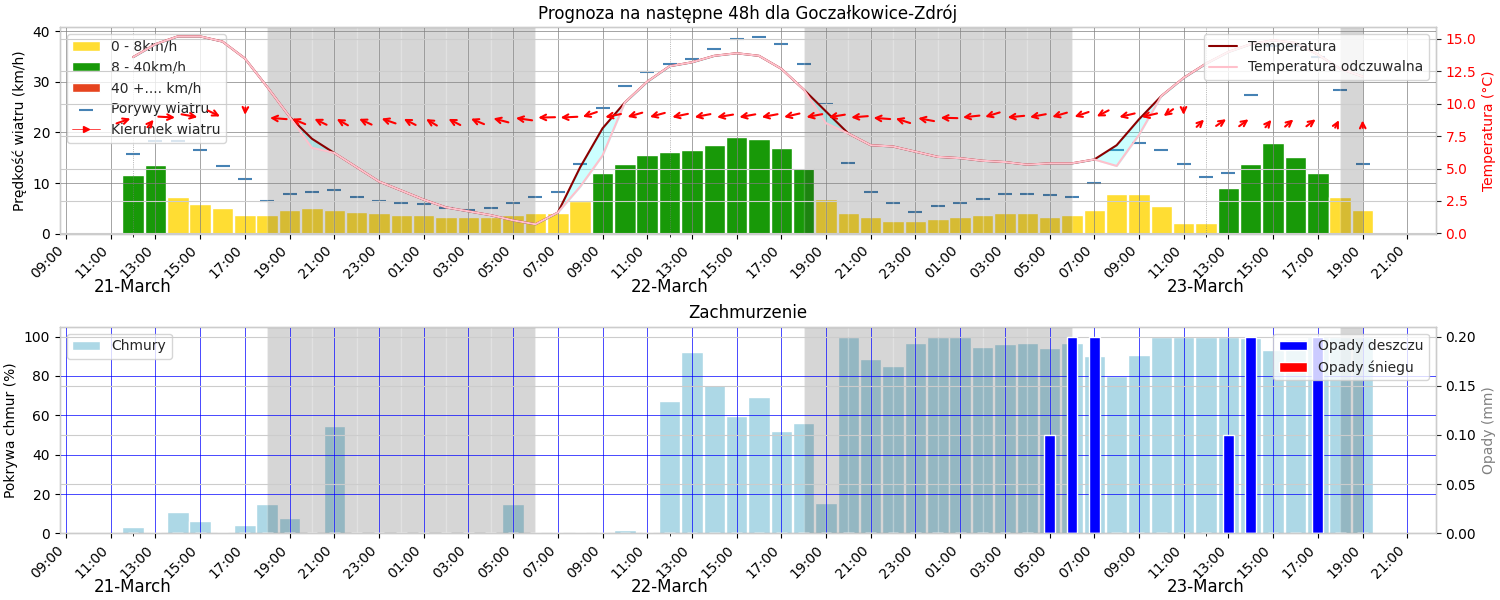 Prognoza na następne 48h dla Goczałkowice-Zdrój
Prędkość wiatru (km/h)
40
30
20
10
0
0 - 8km/h
8 - 40km/h
40 +.... km/h
Porywy wiatru
Kierunek wiatru
Temperatura
Temperatura odczuwalna
15.0
12.5
10.0
7.5
5.0
2.5
0.0
Temperatura (°C)
09:00 11:00 13:00 15:00 17:00 19:00 21:00 23:00 01:00 03:00 05:00 07:00 09:00 11:00 13:00 15:00 17:00 19:00 21:00 23:00 01:00 03:00 05:00 07:00 09:00 11:00 13:00 15:00 17:00 19:00 21:00
21-March 22-March 23-March
Zachmurzenie
Pokrywa chmur (%)
100
80
60
40
20
0
Chmury
Opady deszczu
Opady śniegu
0.20
0.15
0.10
0.05
0.00
Opady (mm)
09:00 11:00 13:00 15:00 17:00 19:00 21:00 23:00 01:00 03:00 05:00 07:00 09:00 11:00 13:00 15:00 17:00 19:00 21:00 23:00 01:00 03:00 05:00 07:00 09:00 11:00 13:00 15:00 17:00 19:00 21:00
21-March 22-March 23-March